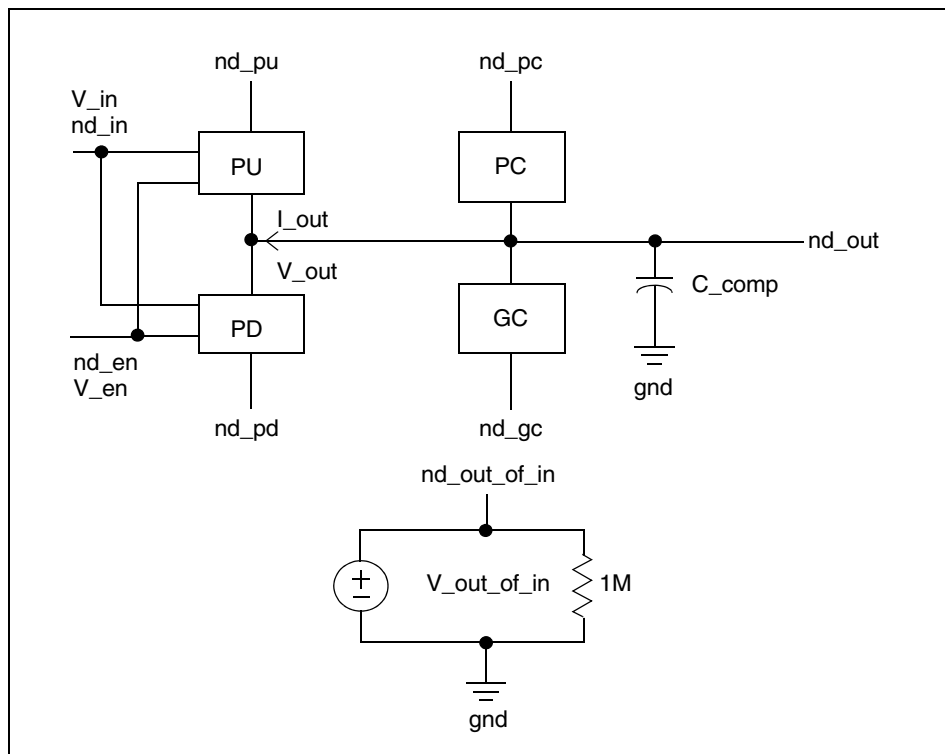 nd_pu
nd_pc
V_in
nd_in
PU
PC
I_out
nd_out
V_out
C_comp
PD
GC
nd_en
V_en
gnd
nd_pd
nd_gc
nd_out_of_in
V_out_of_in
1M
gnd